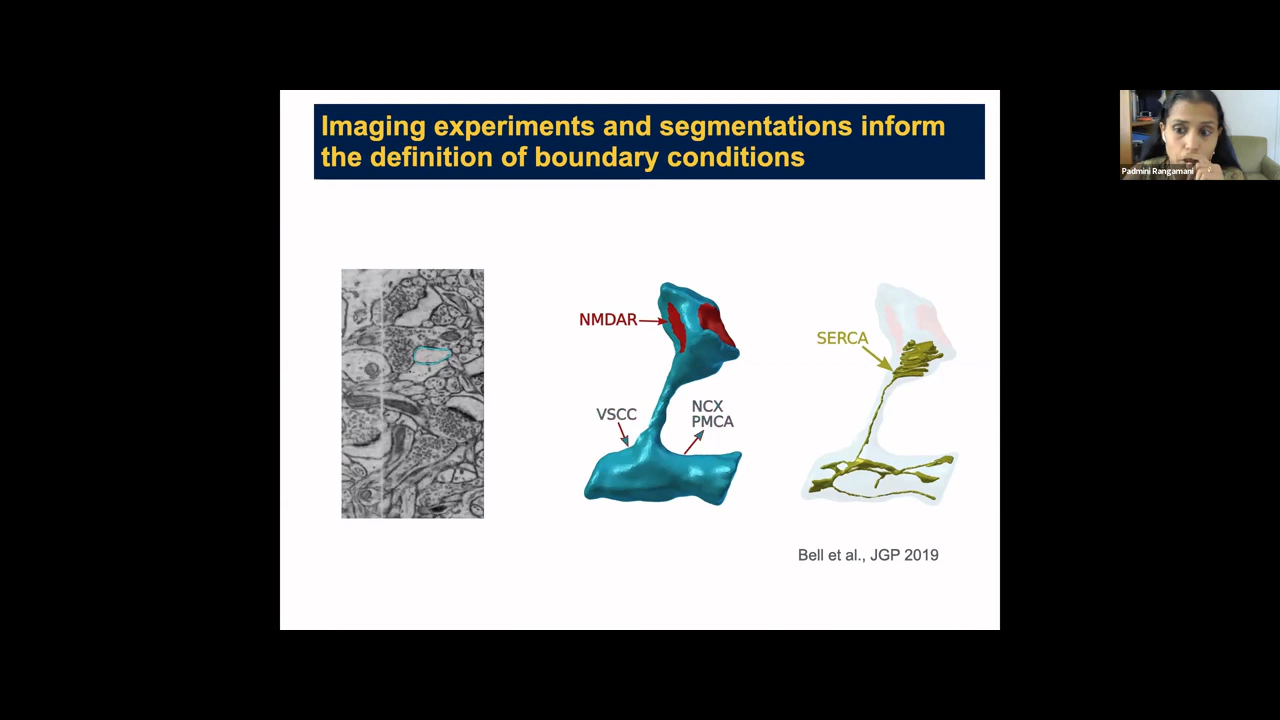 Imaging experiments and segmentations inform
the definition of boundary conditions
Padmini Rangamani
NMDAR
SERCA
VSCC
NCX
PMCA
Bell et al., JGP 2019